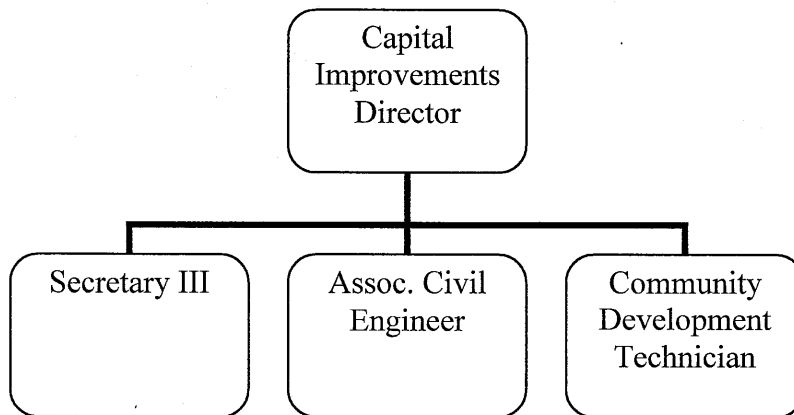 Capital
Improvements
Director
Secretary III
Assoc. Civil
Engineer
Community
Development
Technician